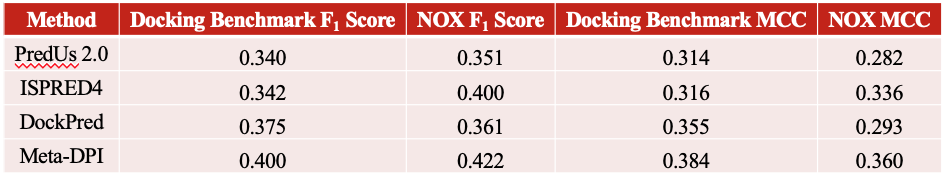 Method Docking Benchmark F1 Score NOX F1 Score Docking Benchmark MCC NOX MCC
PredUs 2.0 0.340 0.351 0.314 0.282
ISPRED4 0.342 0.400 0.316 0.336
DockPred 0.375 0.361 0.355 0.293
Meta-DPI 0.400 0.422 0.384 0.360